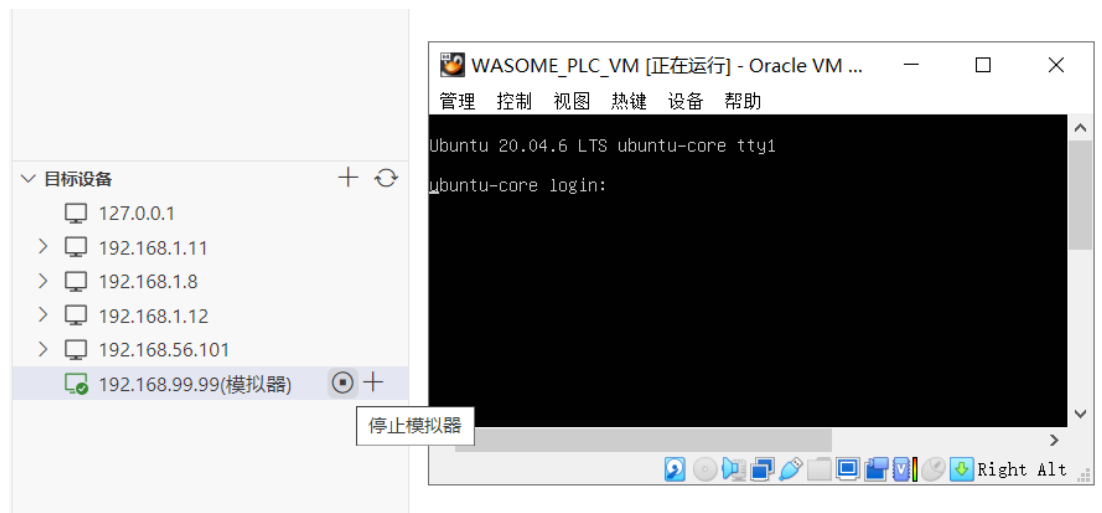 目标设备
127.0.0.1
192.168.1.11
192.168.1.8
192.168.1.12
192.168.56.101
192.168.99.99(模拟器)
停止模拟器
WASOME_PLC_VM [正在运行] - Oracle VM ...
管理 控制 视图 热键 设备 帮助
Ubuntu 20.04.6 LTS ubuntu-core tty1
ubuntu-core login:
Right Alt